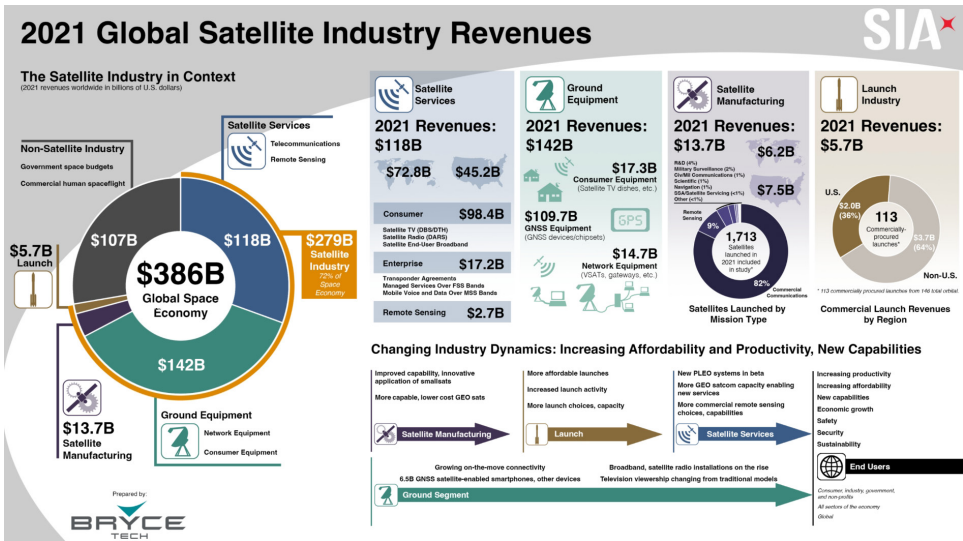 2021 Global Satellite Industry Revenues
SIA
The Satellite Industry in Context
(2021 revenues worldwide in billions of U.S. dollars)
Non-Satellite Industry
Government space budgets
Commercial human spaceflight
Satellite Services
Telecommunications
Remote Sensing
$107B
$118B
$279B
Satellite
Industry
72% of
Space
Economy
$5.7B
Launch
$386B
Global Space
Economy
$142B
$13.7B
Satellite
Manufacturing
Ground Equipment
Network Equipment
Consumer Equipment
Prepared by:
BRYCE
TECH
Satellite
Services
2021 Revenues:
$118B
$72.8B
$45.2B
Consumer
$98.4B
Satellite TV (DBS/DTH)
Satellite Radio (DARS)
Satellite End-User Broadband
Enterprise
$17.2B
Transponder Agreements
Managed Services Over FSS Bands
Mobile Voice and Data Over MSS Bands
Remote Sensing
$2.7B
Ground
Equipment
2021 Revenues:
$142B
$17.3B
Consumer Equipment
(Satellite TV dishes, etc.)
$109.7B
GNSS Equipment
(GNSS devices/chipsets)
GPS
$14.7B
Network Equipment
(VSATs, gateways, etc.)
Satellite
Manufacturing
2021 Revenues:
$13.7B
$6.2B
$7.5B
R&D (4%)
Military Surveillance (2%)
Civ/Mil Communications (1%)
Scientific (1%)
Navigation (1%)
SSA/Satellite Servicing (<1%)
Other (<1%)
Remote
Sensing
9%
1,713
Satellites
launched in
2021 included
in study*
82%
Commercial
Communications
Satellites Launched by
Mission Type
Launch
Industry
2021 Revenues:
$5.7B
U.S.
$2.0B
(36%)
113
Commercially-
procured
launches*
$3.7B
(64%)
Non-U.S.
* 113 commercially procured launches from 146 total orbital.
Commercial Launch Revenues
by Region
Changing Industry Dynamics: Increasing Affordability and Productivity, New Capabilities
Improved capability, innovative
application of smallsats
More capable, lower cost GEO sats
Satellite Manufacturing
More affordable launches
Increased launch activity
More launch choices, capacity
Launch
New PLEO systems in beta
More GEO satcom capacity enabling
new services
More commercial remote sensing
choices, capabilities
Satellite Services
Increasing productivity
Increasing affordability
New capabilities
Economic growth
Safety
Security
Sustainability
End Users
Consumer, industry, government,
and non-profits
All sectors of the economy
Global
Growing on-the-move connectivity
6.5B GNSS satellite-enabled smartphones, other devices
Broadband, satellite radio installations on the rise
Television viewership changing from traditional models
Ground Segment